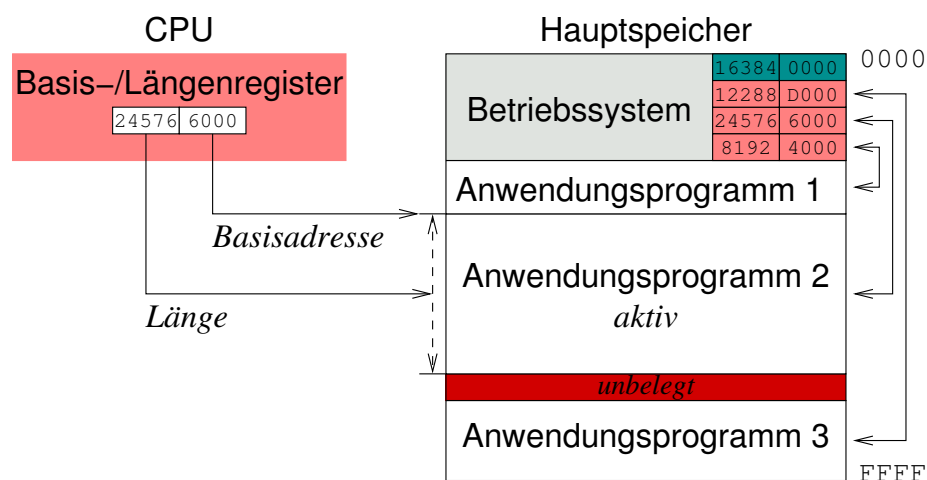 CPU
Basis–/Längenregister
24576 6000
Basisadresse
Länge
Hauptspeicher
0000
Betriebssystem
16384 0000
12288 D000
24576 6000
8192 4000
Anwendungsprogramm 1
Anwendungsprogramm 2
aktiv
unbelegt
Anwendungsprogramm 3
FFFF